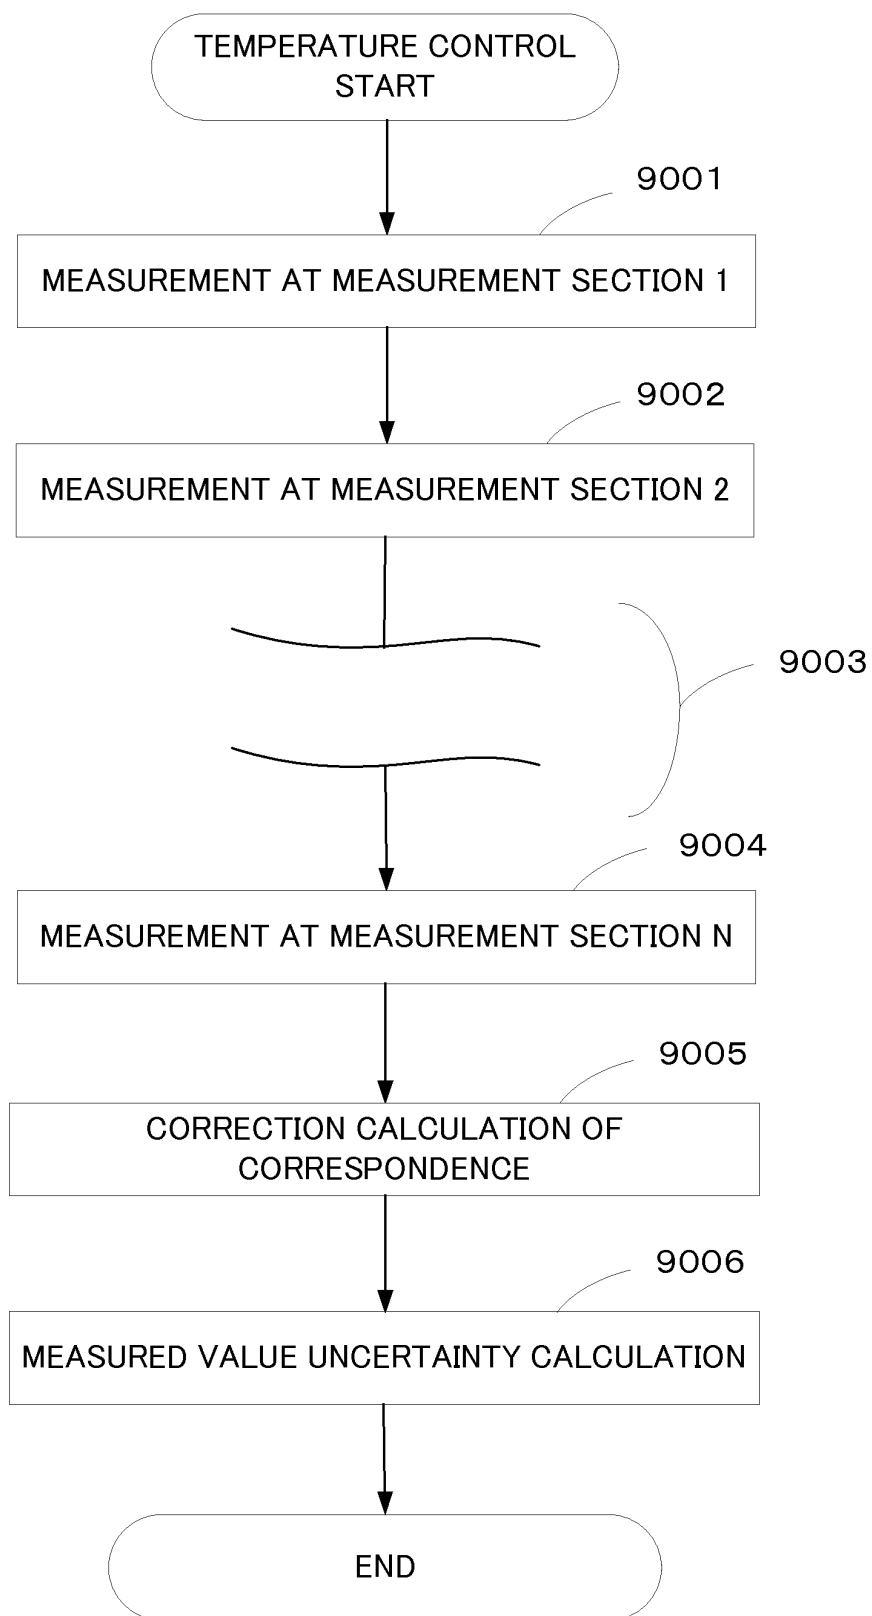 TEMPERATURE CONTROL
START
9001
MEASUREMENT AT MEASUREMENT SECTION 1
9002
MEASUREMENT AT MEASUREMENT SECTION 2
9003
9004
MEASUREMENT AT MEASUREMENT SECTION N
9005
CORRECTION CALCULATION OF
CORRESPONDENCE
9006
MEASURED VALUE UNCERTAINTY CALCULATION
END